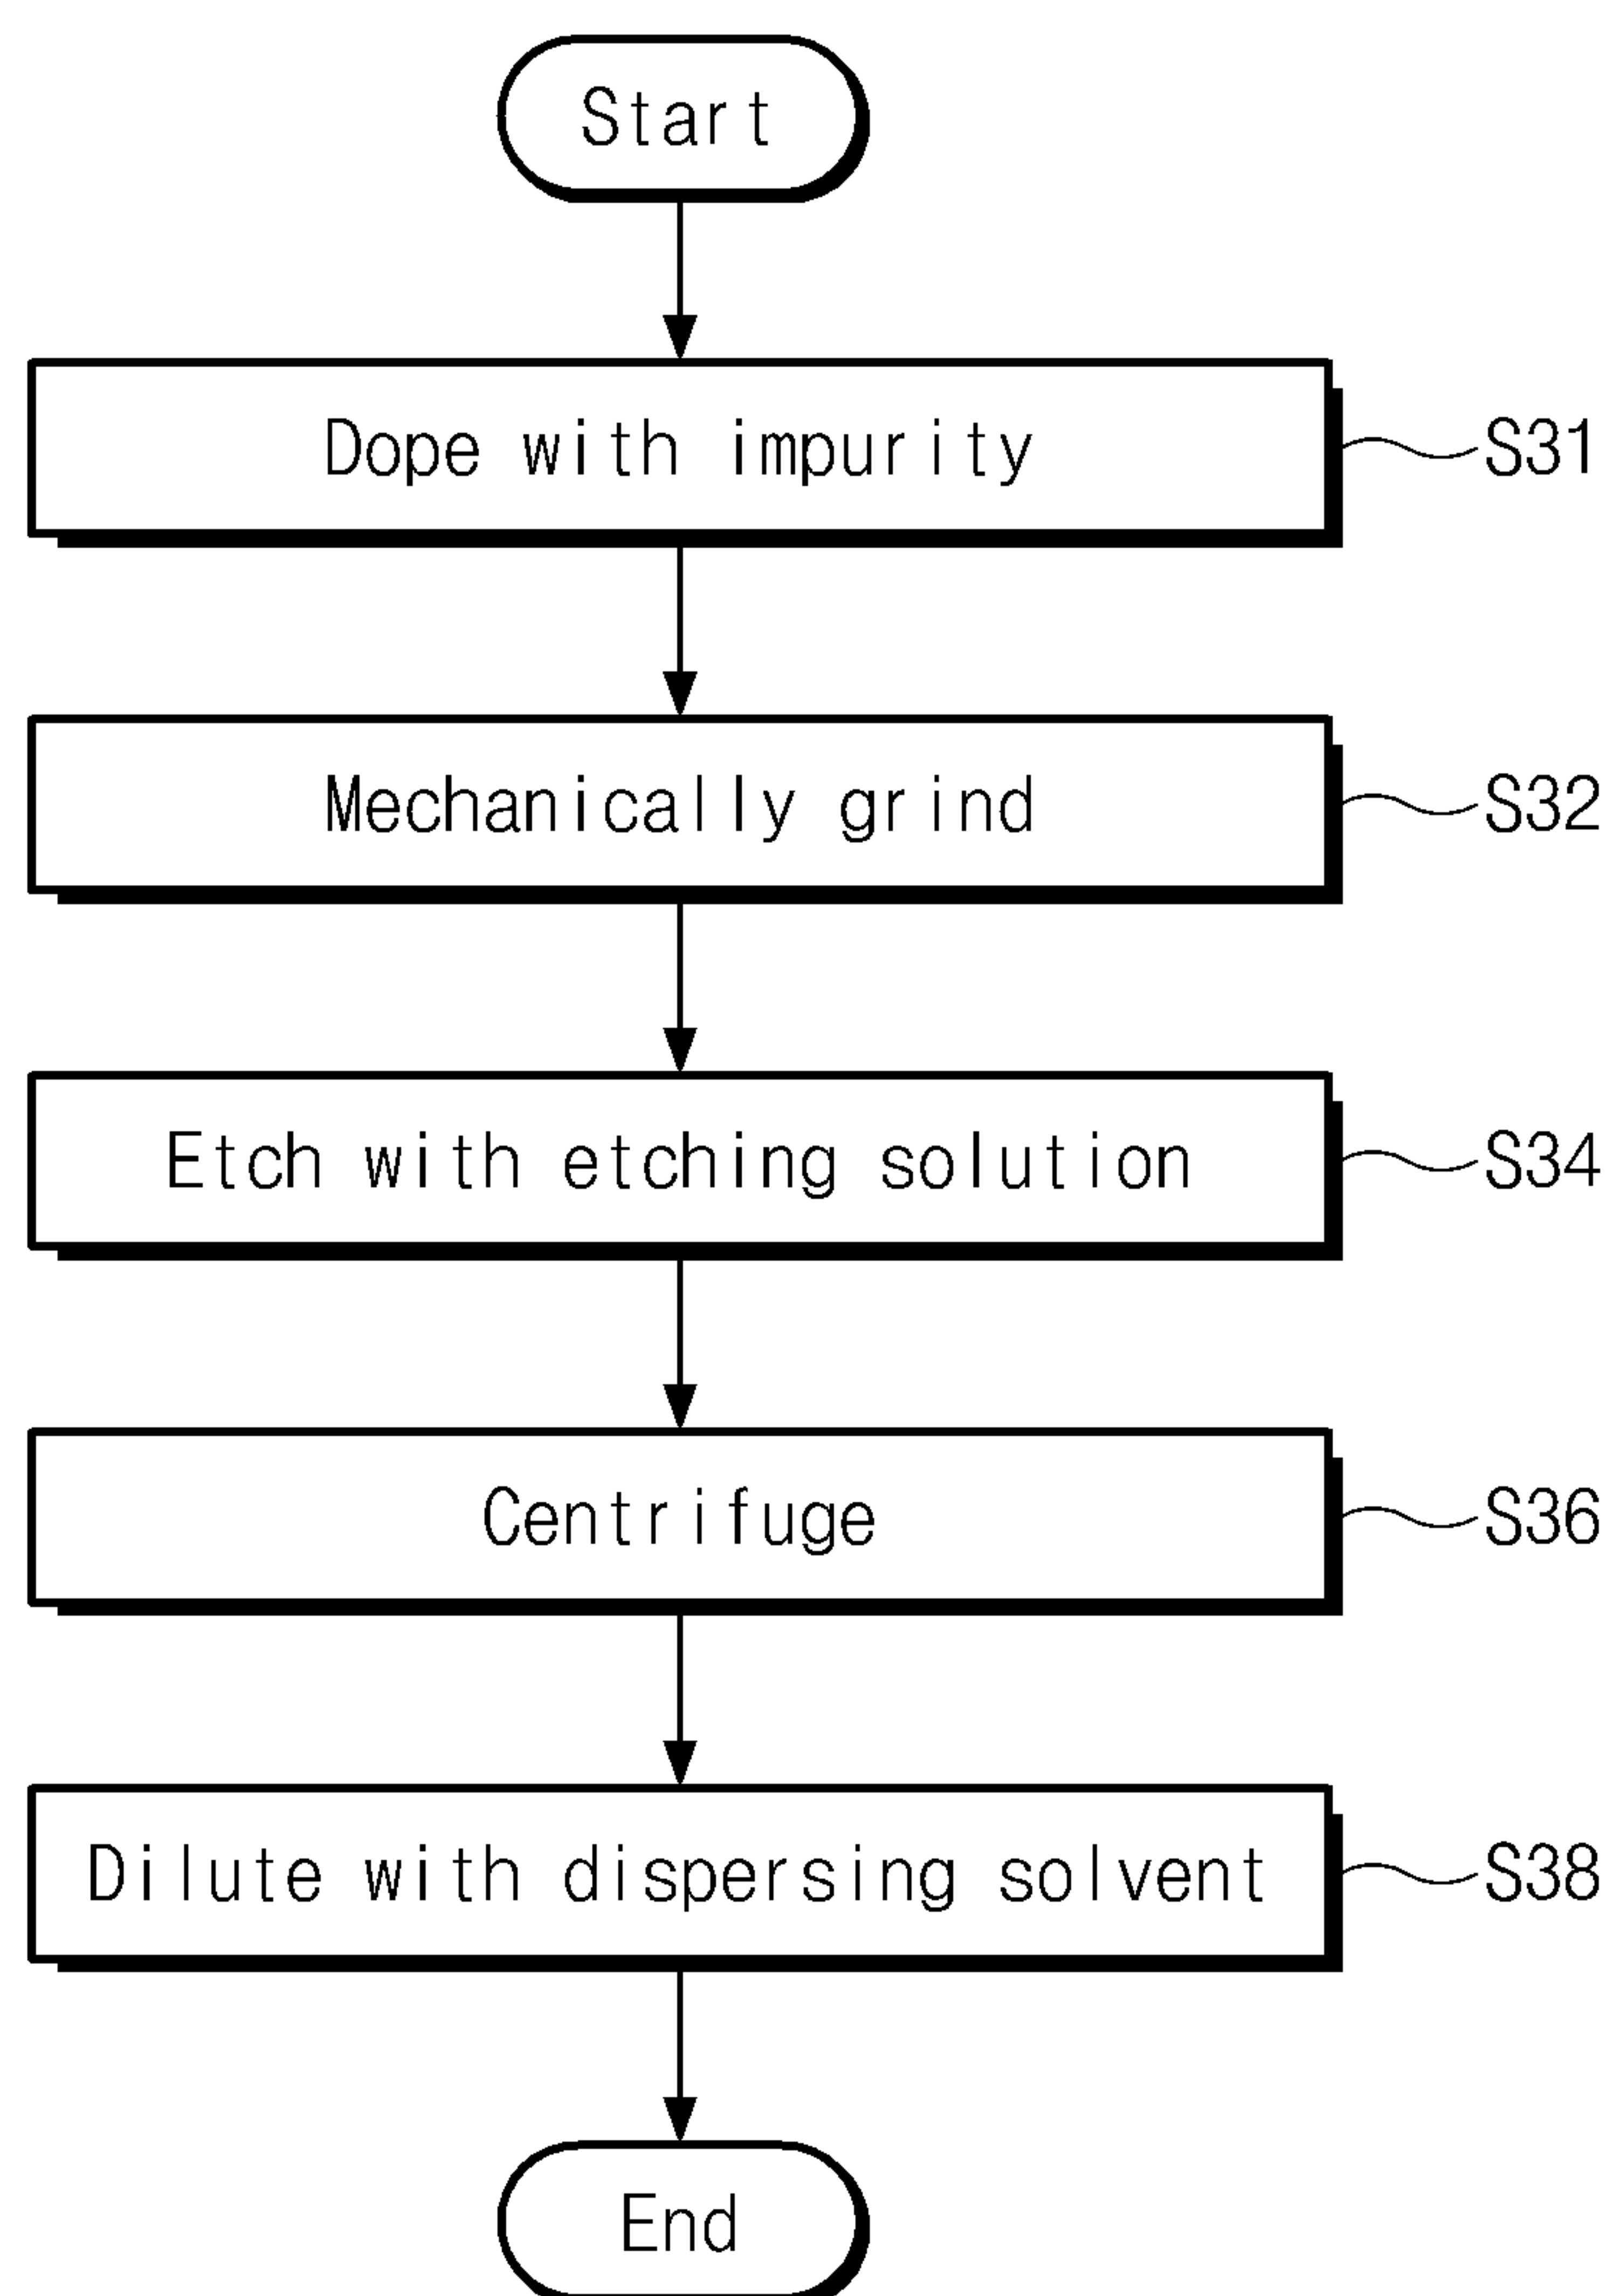 Start
Dope with impurity
S31
Mechanically grind
S32
Etch with etching solution
S34
Centrifuge
S36
Dilute with dispersing solvent
S38
End